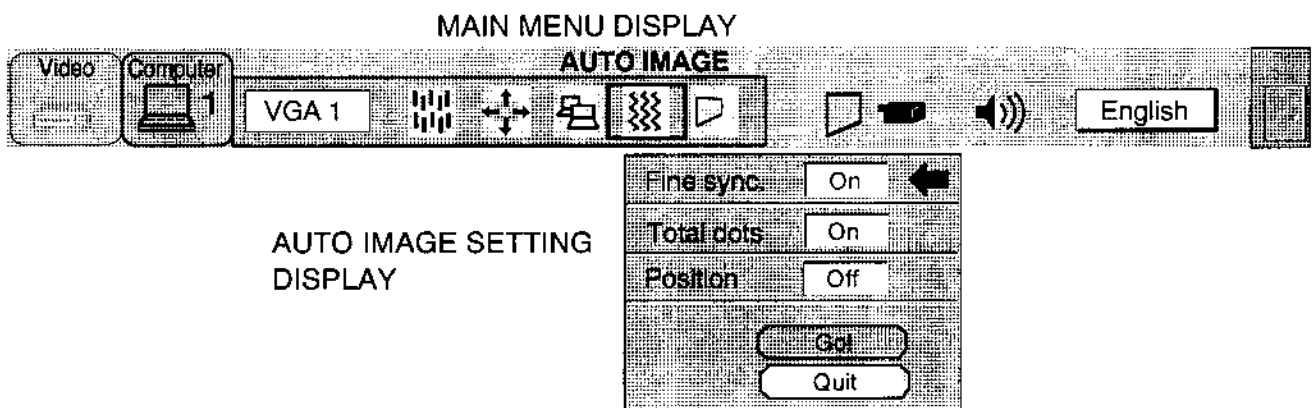 MAIN MENU DISPLAY
AUTO IMAGE
Video Computer
1
VGA 1
English
Fine sync. On
Total dots On
AUTO IMAGE SETTING
DISPLAY
Position Off
Go!
Quit